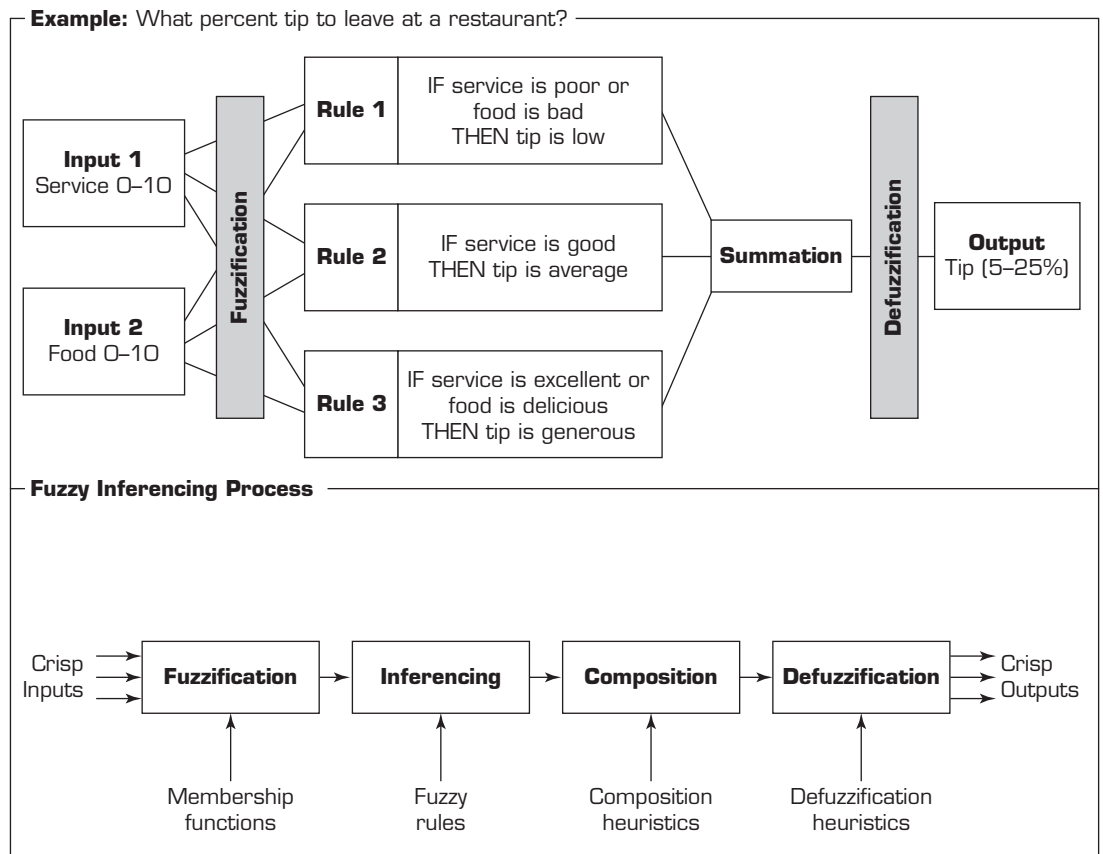 Example: What percent tip to leave at a restaurant?
Input 1
Service 0–10
Input 2
Food 0–10
Fuzzification
Rule 1
IF service is poor or
food is bad
THEN tip is low
Rule 2
IF service is good
THEN tip is average
Rule 3
IF service is excellent or
food is delicious
THEN tip is generous
Summation
Defuzzification
Output
Tip (5–25%)
Fuzzy Inferencing Process
Crisp
Inputs
Fuzzification
Inferencing
Composition
Defuzzification
Crisp
Outputs
Membership
functions
Fuzzy
rules
Composition
heuristics
Defuzzification
heuristics